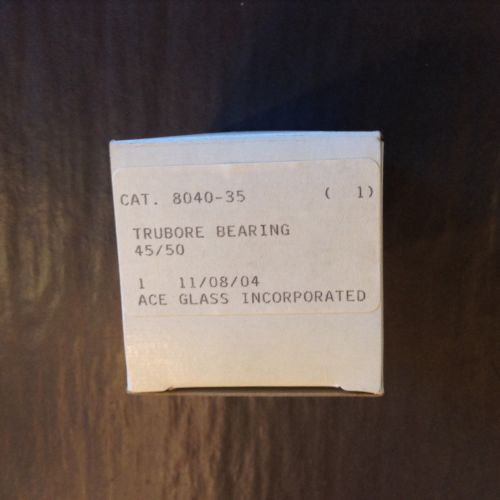 CAT. 8040-35 ( 1)
TRUBORE BEARING
45/50
1 11/08/04
ACE GLASS INCORPORATED